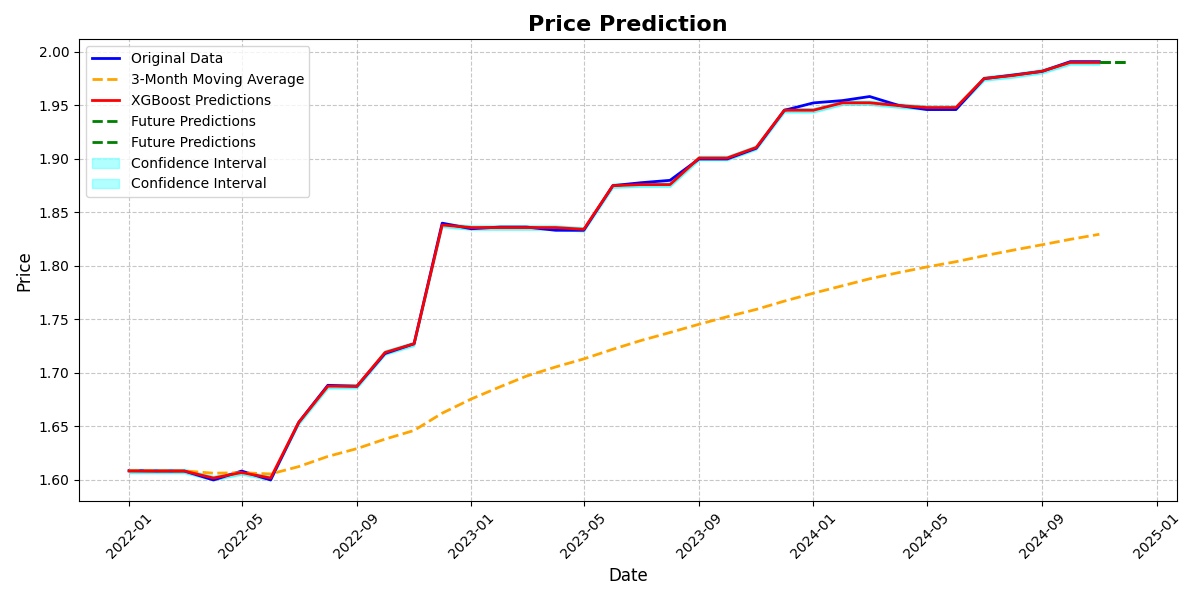 Price Prediction
Original Data
3-Month Moving Average
XGBoost Predictions
Future Predictions
Future Predictions
Confidence Interval
Confidence Interval
Price
2.00
1.95
1.90
1.85
1.80
1.75
1.70
1.65
1.60
2022-01
2022-05
2022-09
2023-01
2023-05
2023-09
2024-01
2024-05
2024-09
2025-01
Date